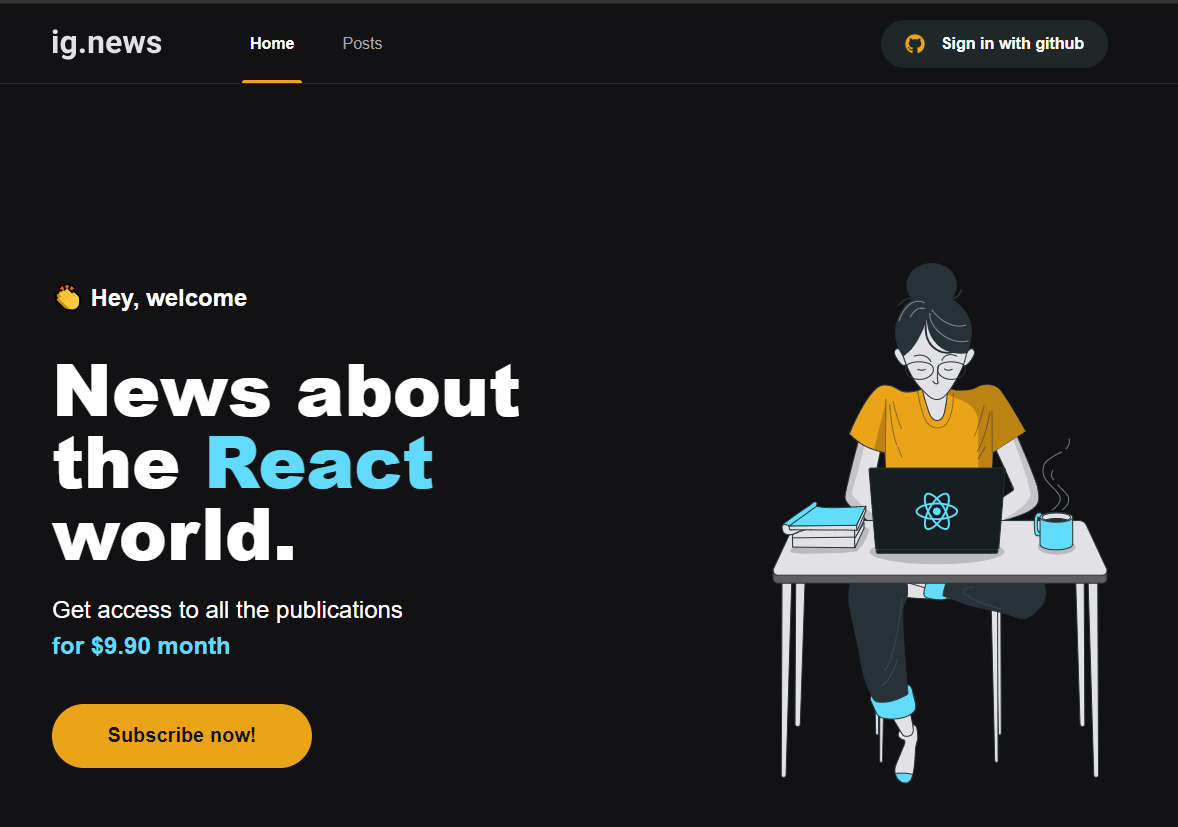 ig.news
Home
Posts
Sign in with github
👏 Hey, welcome
News about
the React
world.
Get access to all the publications
for $9.90 month
Subscribe now!